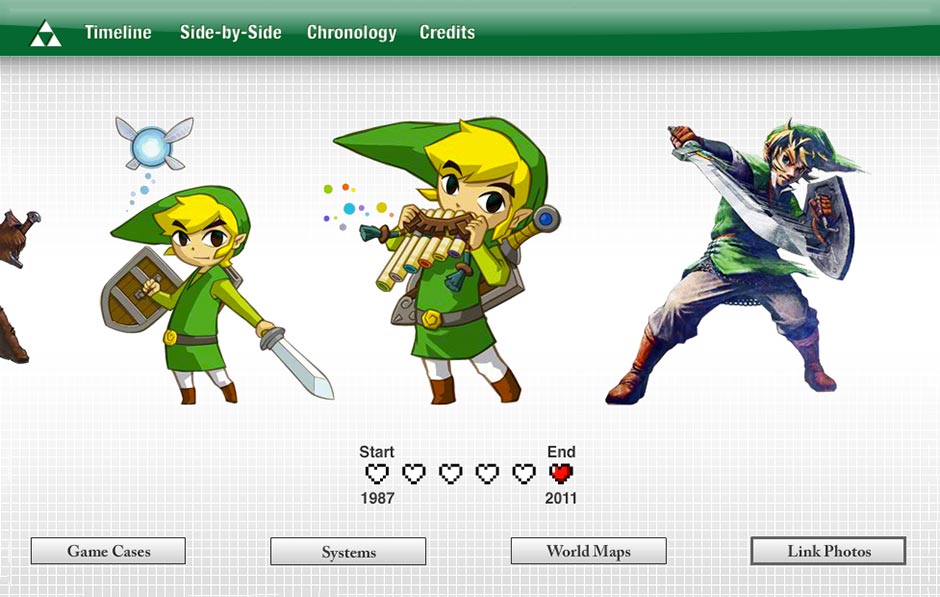 Timeline Side-by-Side Chronology Credits
Start End
1987 2011
Game Cases Systems World Maps Link Photos